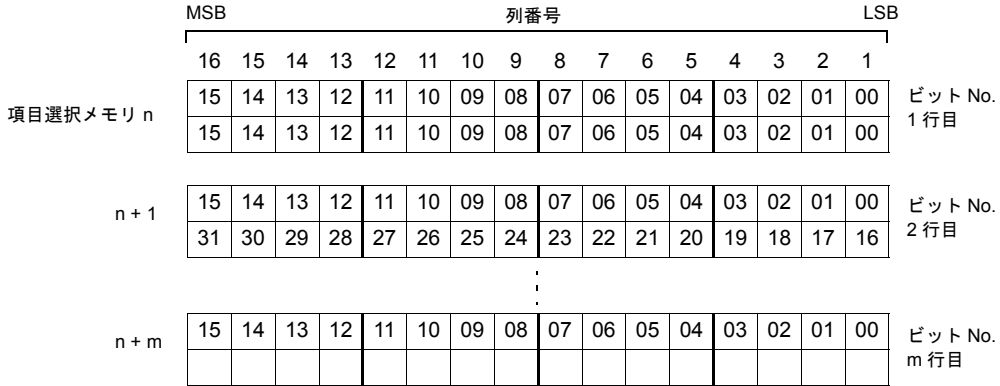 MSB 列番号 LSB
16 15 14 13 12 11 10 9 8 7 6 5 4 3 2 1
項目選択メモリ n
15 14 13 12 11 10 09 08 07 06 05 04 03 02 01 00
15 14 13 12 11 10 09 08 07 06 05 04 03 02 01 00
ビット No.
1 行目
n + 1
15 14 13 12 11 10 09 08 07 06 05 04 03 02 01 00
31 30 29 28 27 26 25 24 23 22 21 20 19 18 17 16
ビット No.
2 行目
n + m
15 14 13 12 11 10 09 08 07 06 05 04 03 02 01 00
ビット No.
m 行目